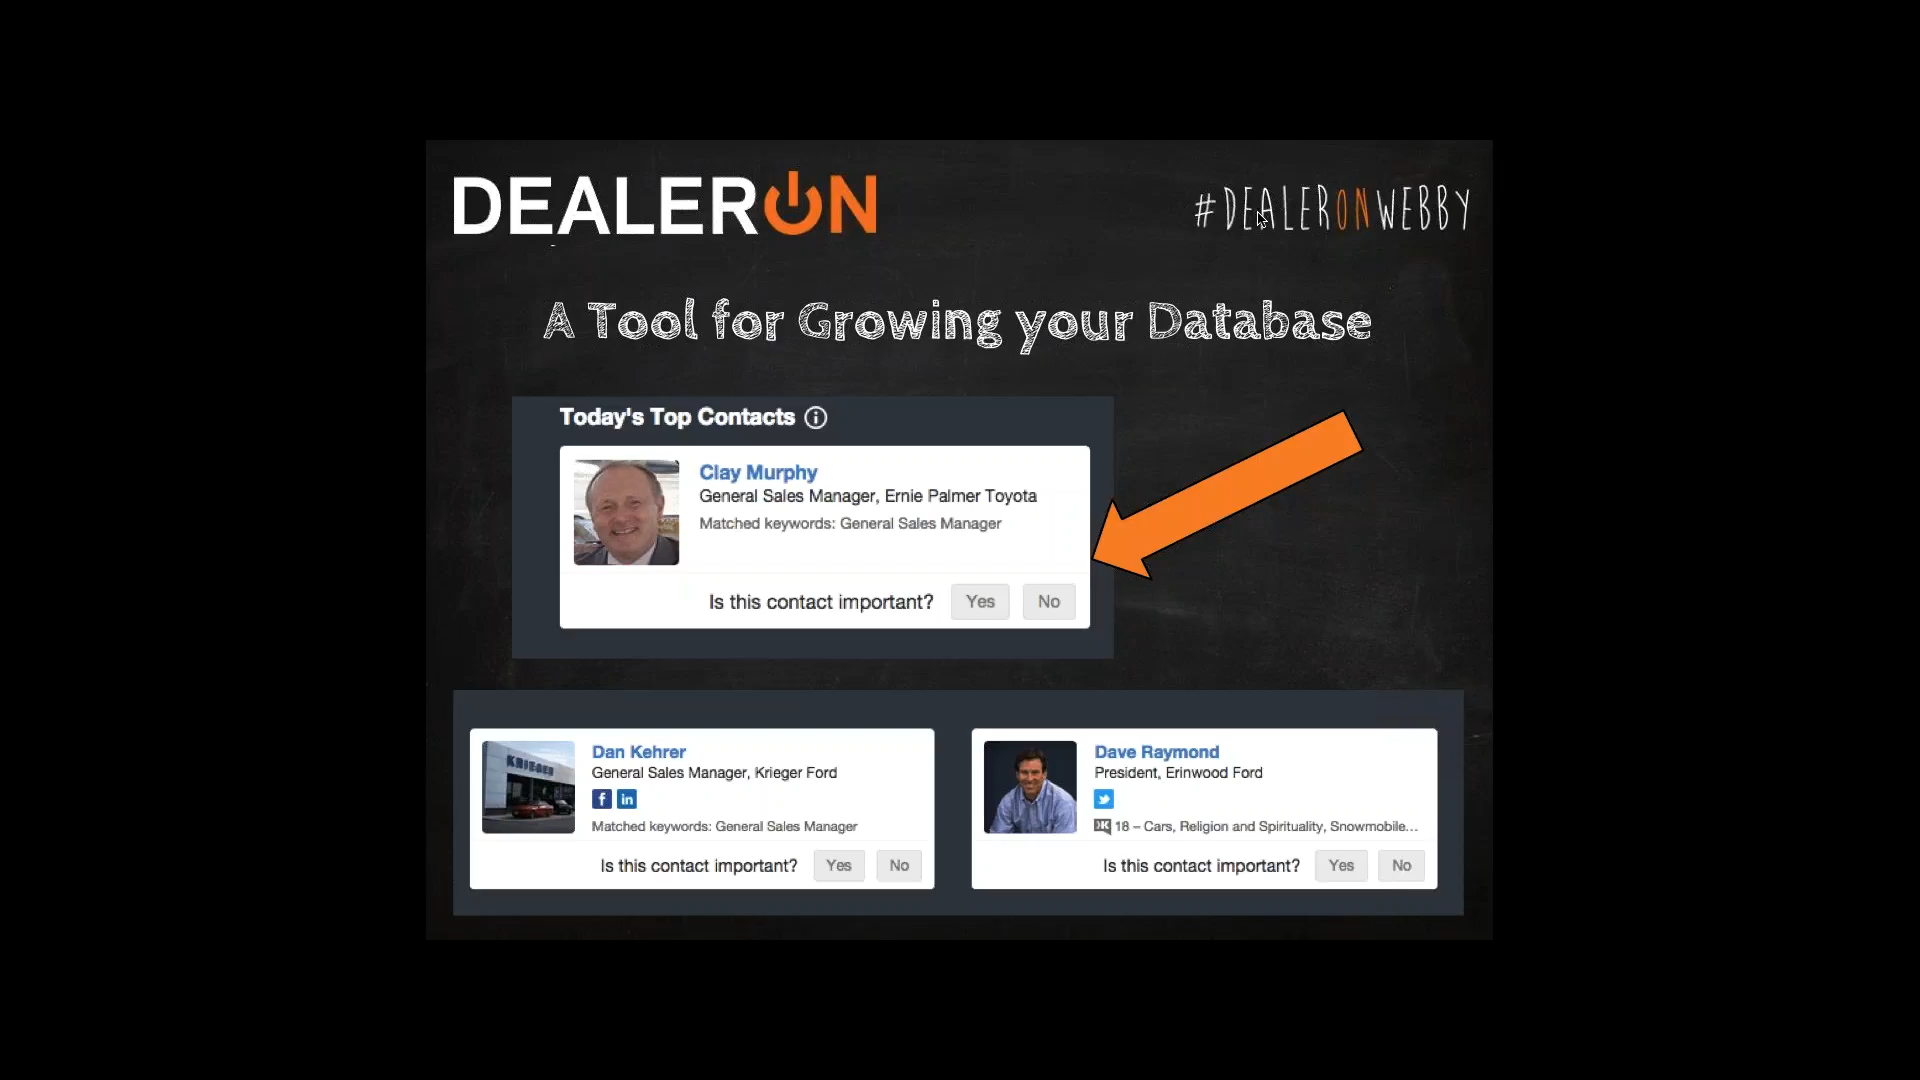 DEALERON
#DEALERONWEBBY
A Tool for Growing your Database
Today's Top Contacts
Clay Murphy
General Sales Manager, Ernie Palmer Toyota
Matched keywords: General Sales Manager
Is this contact important? Yes No
KRIEGER
Dan Kehrer
General Sales Manager, Krieger Ford
f in
Matched keywords: General Sales Manager
Is this contact important? Yes No
Dave Raymond
President, Erinwood Ford
18 – Cars, Religion and Spirituality, Snowmobile...
Is this contact important? Yes No